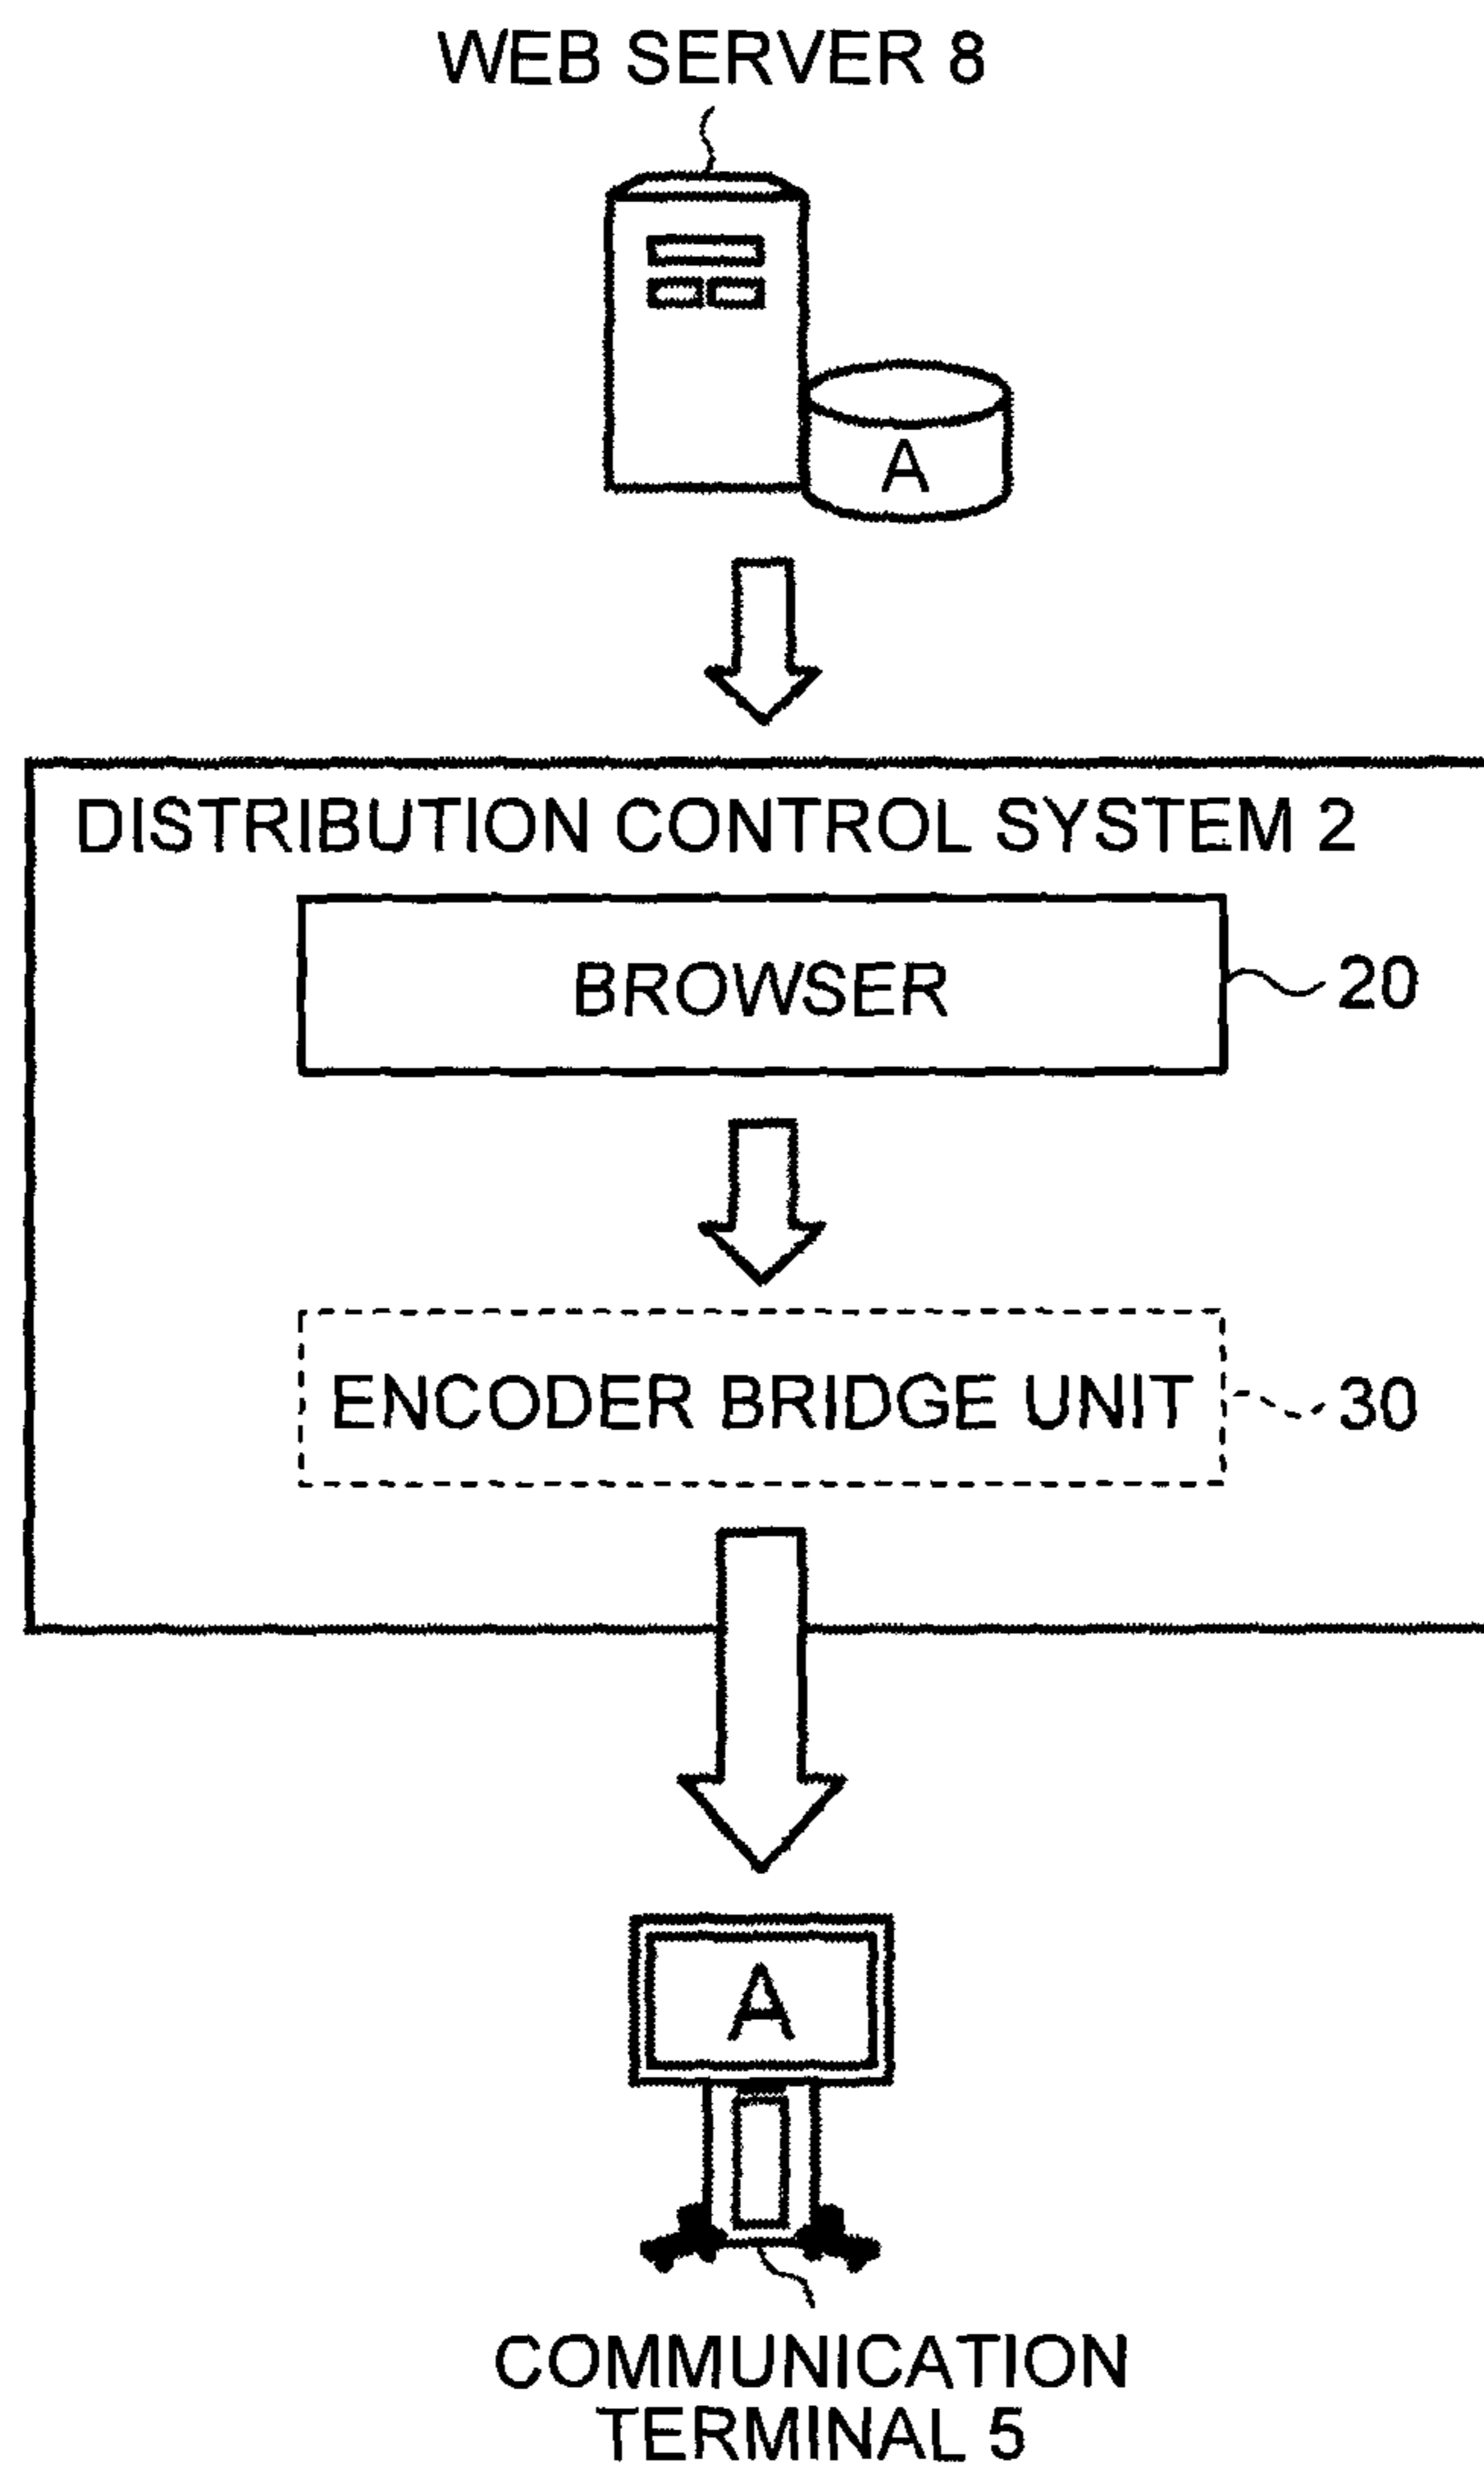 WEB SERVER 8
A
DISTRIBUTION CONTROL SYSTEM 2
BROWSER
20
ENCODER BRIDGE UNIT
30
A
COMMUNICATION
TERMINAL 5